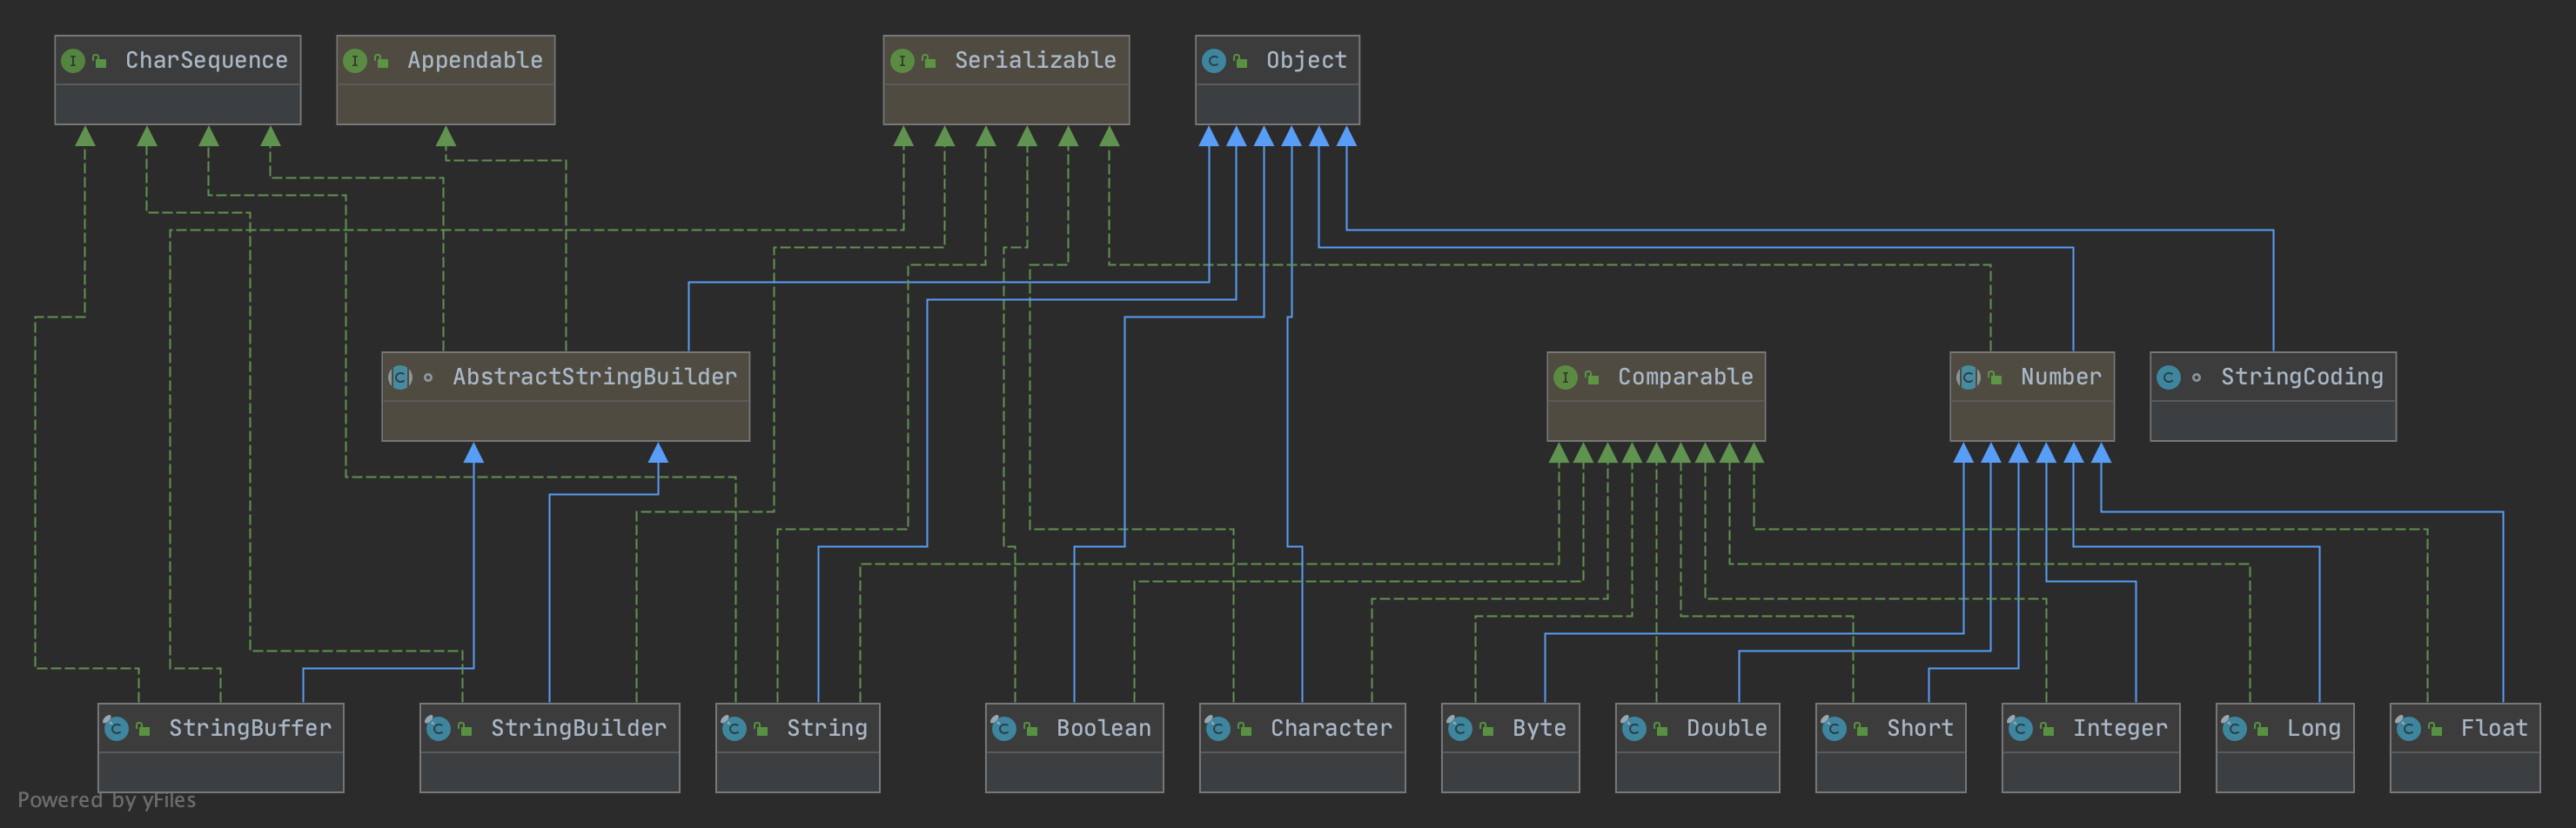 CharSequence
Appendable
Serializable
Object
AbstractStringBuilder
Comparable
Number
StringCoding
StringBuffer
StringBuilder
String
Boolean
Character
Byte
Double
Short
Integer
Long
Float
Powered by yFiles